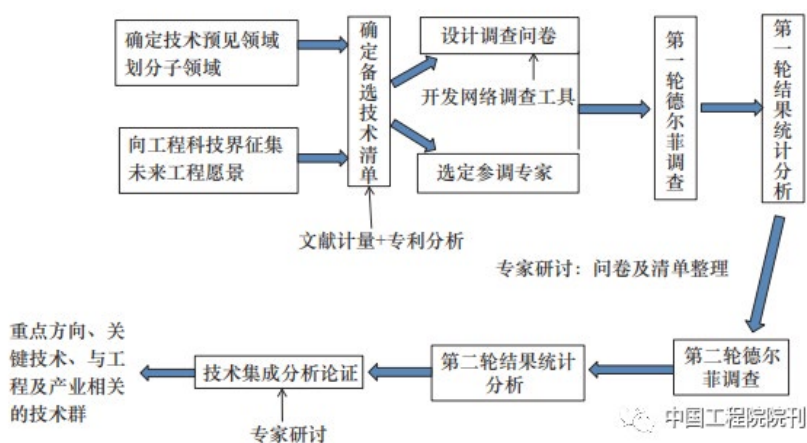 确定技术预见领域
划分子领域
向工程科技界征集
未来工程愿景
确定备选技术清单
文献计量+专利分析
设计调查问卷
开发网络调查工具
选定参调专家
第一轮德尔菲调查
第一轮结果统计分析
专家研讨：问卷及清单整理
第二轮德尔
菲调查
第二轮结果统计
分析
技术集成分析论证
专家研讨
重点方向、关
键技术、与工
程及产业相关
的技术群
中国工程院院刊